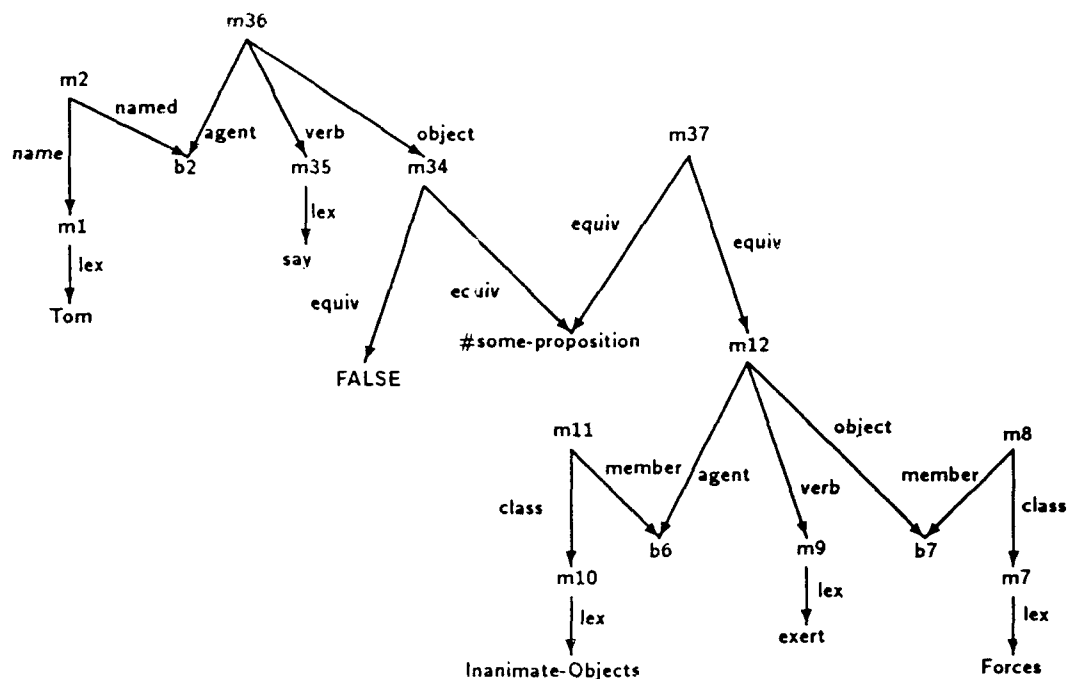 m36
m2
named
agent
verb
object
name
b2
m35
m34
m37
m1
lex
equiv
equiv
say
lex
equiv
Tom
#some-proposition
m12
FALSE
m11
object
m8
member
agent
verb
member
class
class
b6
m9
b7
m10
lex
m7
lex
exert
lex
Inanimate-Objects
Forces